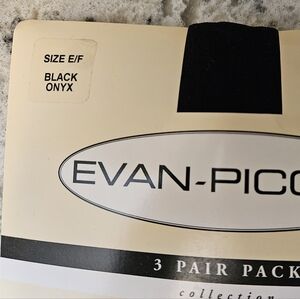 SIZE E/F
BLACK
ONYX
EVAN-PICO
3 PAIR PACK
collection